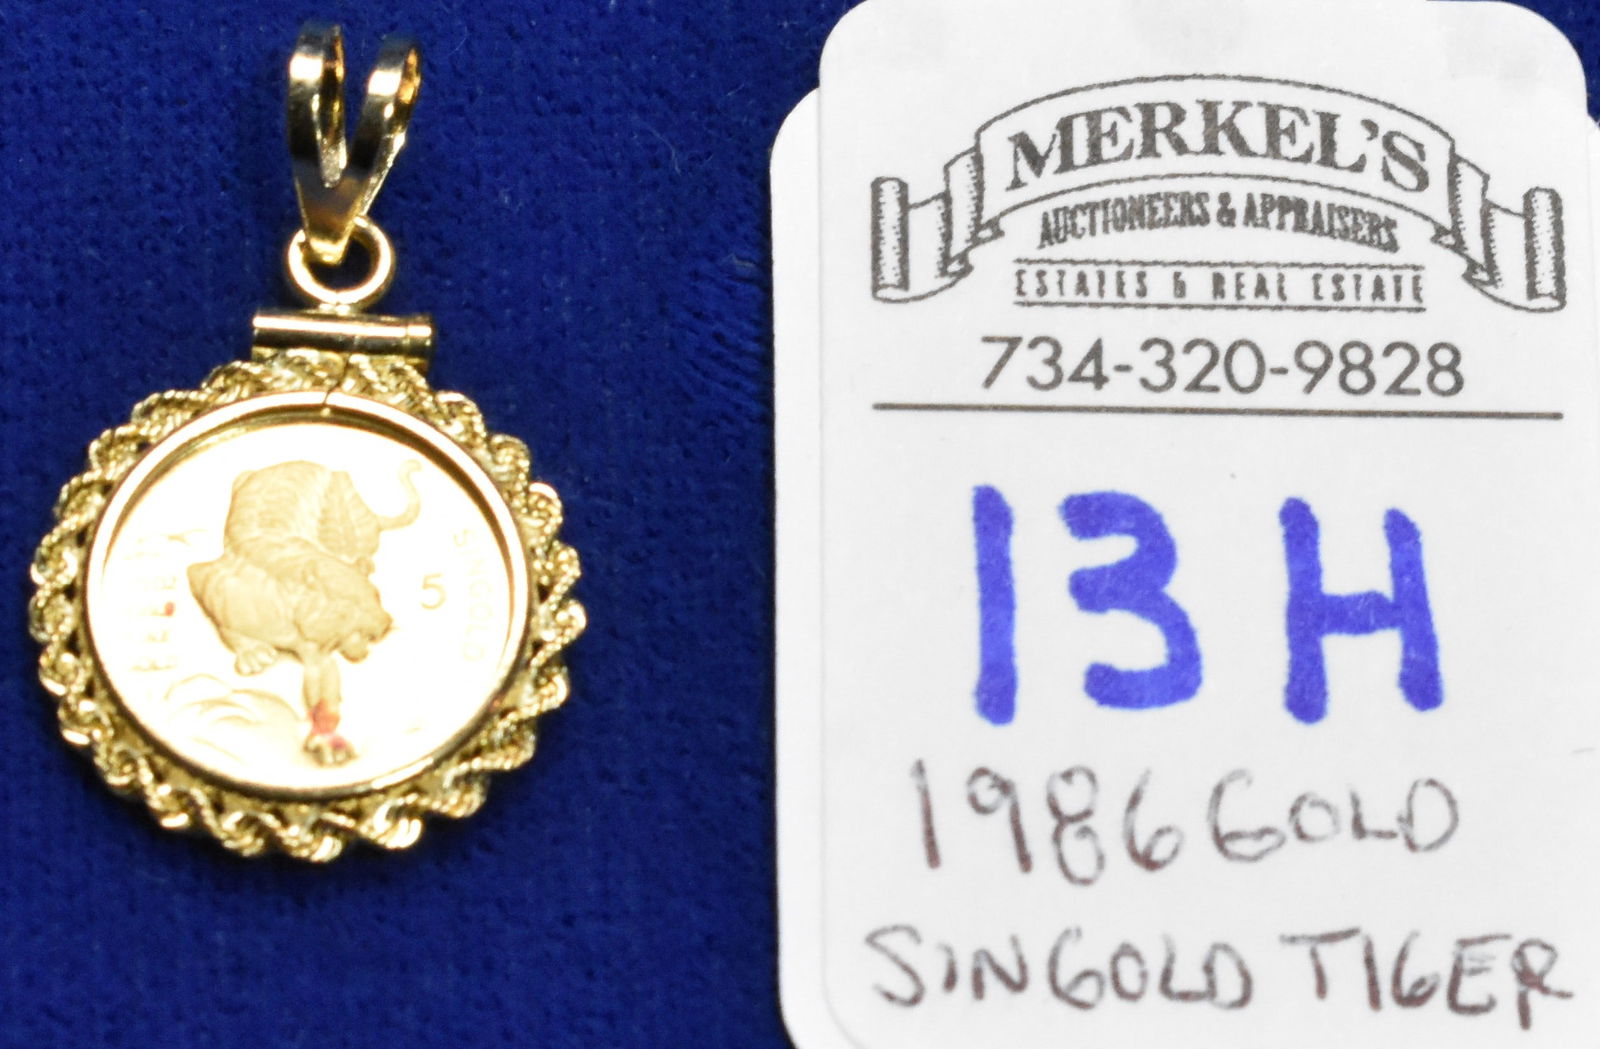 5
SINGOLD
MERKEL'S
AUCTIONEERS & APPRAISERS
ESTATES & REAL ESTATE
734-320-9828
13H
1986 GOLD
SINGOLD TIGER